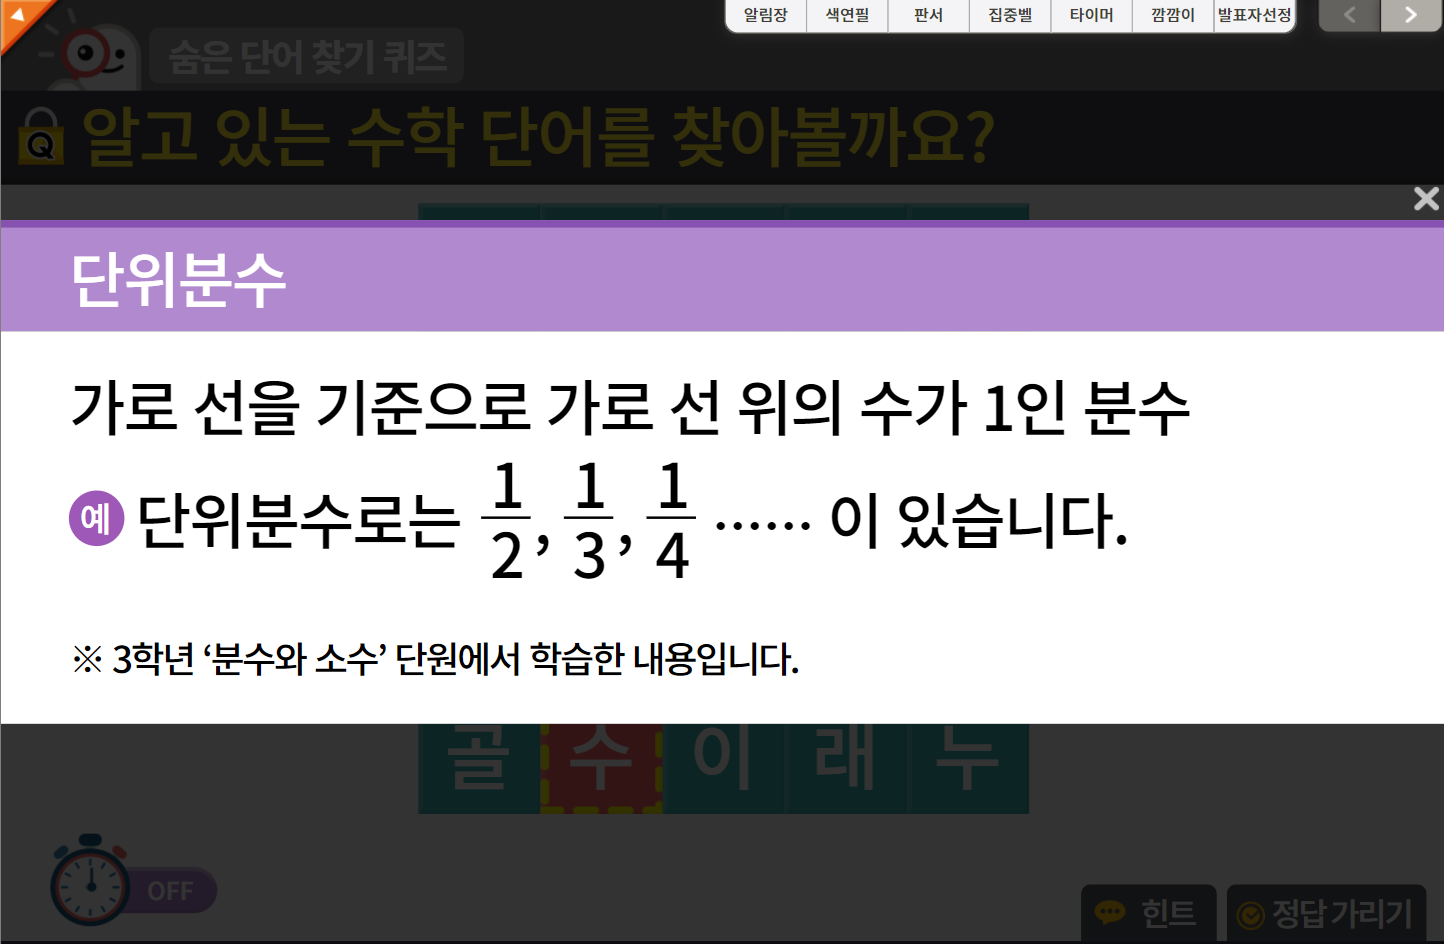 알림장 색연필 판서 집중벨 타이머 깜깜이 발표자선정
숨은 단어 찾기 퀴즈
Q 알고 있는 수학 단어를 찾아볼까요?
단위분수
가로 선을 기준으로 가로 선 위의 수가 1인 분수
예 단위분수로는 1/2, 1/3, 1/4 …… 이 있습니다.
※ 3학년 ‘분수와 소수’ 단원에서 학습한 내용입니다.
골 수 이 래 누
OFF
힌트 정답 가리기